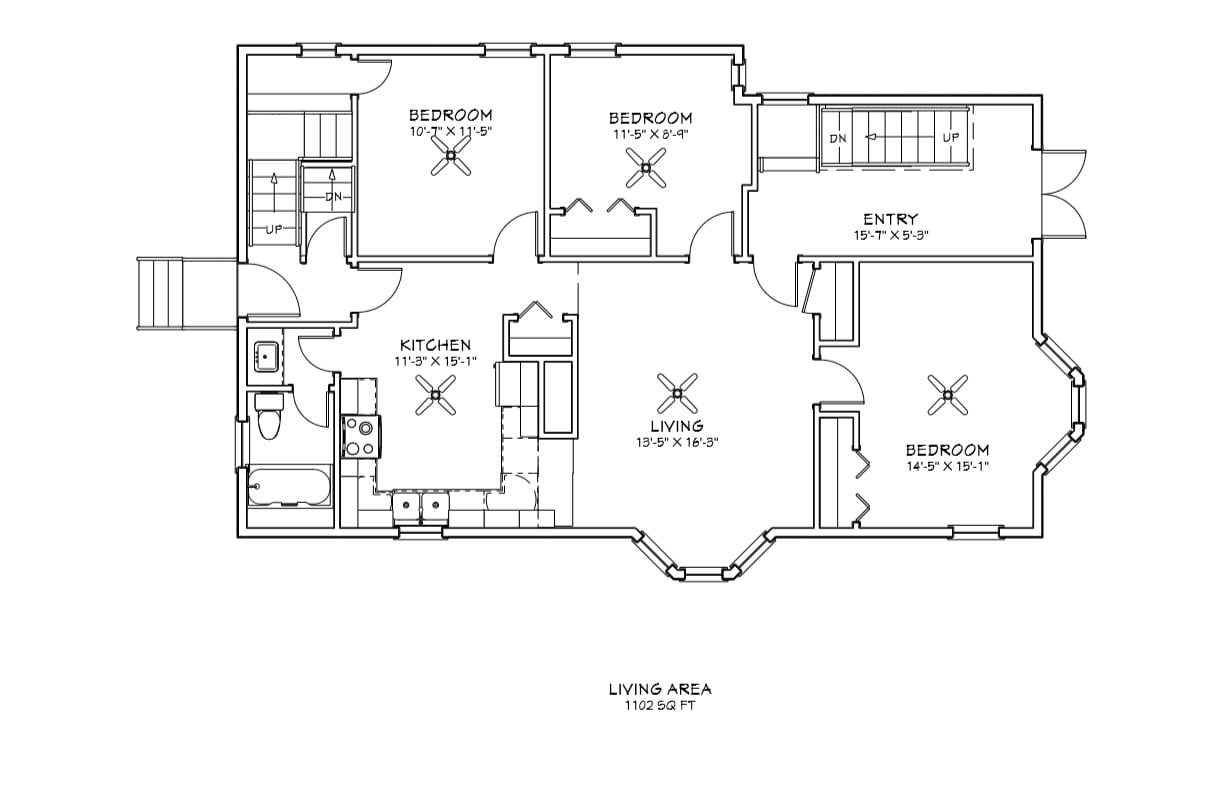 BEDROOM
10'-7" X 11'-5"
BEDROOM
11'-5" X 8'-9"
DN
UP
DN
UP
ENTRY
15'-7" X 5'-3"
KITCHEN
11'-3" X 15'-1"
LIVING
13'-5" X 16'-3"
BEDROOM
14'-5" X 15'-1"
LIVING AREA
1102 SQ FT